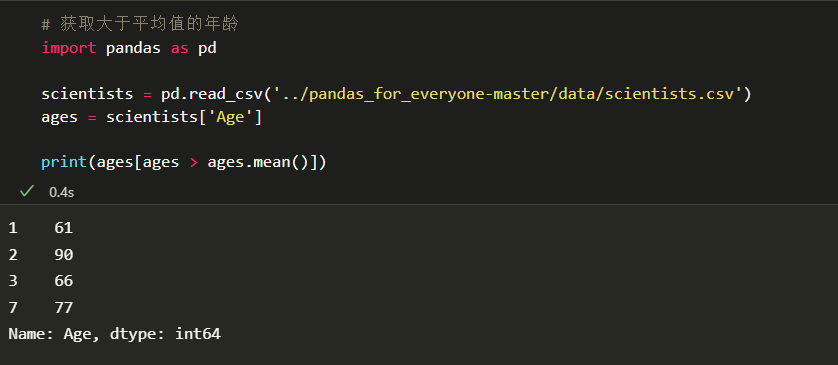 # 获取大于平均值的年龄
import pandas as pd
scientists = pd.read_csv('../pandas_for_everyone-master/data/scientists.csv')
ages = scientists['Age']
print(ages[ages > ages.mean()])
✓ 0.4s
1    61
2    90
3    66
7    77
Name: Age, dtype: int64